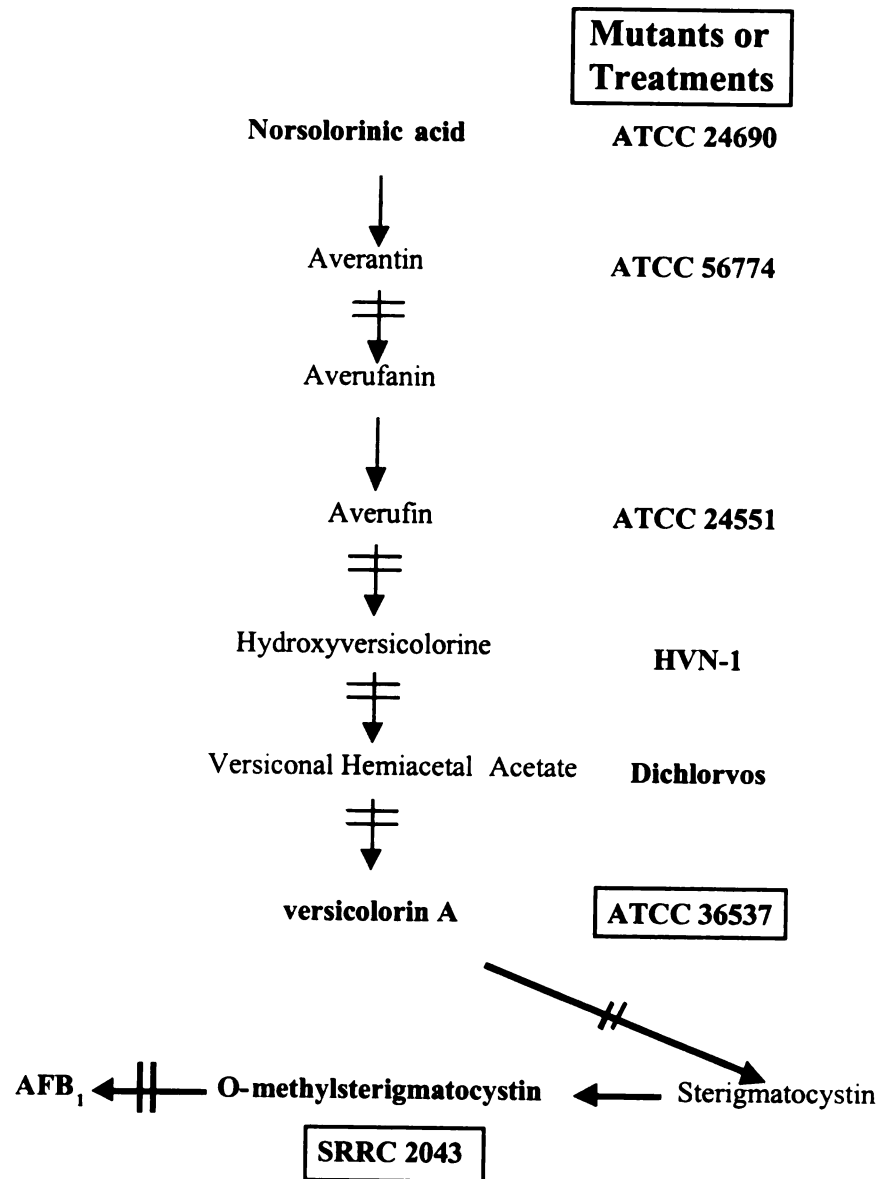 Mutants or
Treatments
Norsolorinic acid ATCC 24690
Averantin ATCC 56774
Averufanin
Averufin ATCC 24551
Hydroxyversicolorine HVN-1
Versiconal Hemiacetal Acetate Dichlorvos
versicolorin A ATCC 36537
AFB1 O-methylsterigmatocystin Sterigmatocystin
SRRC 2043